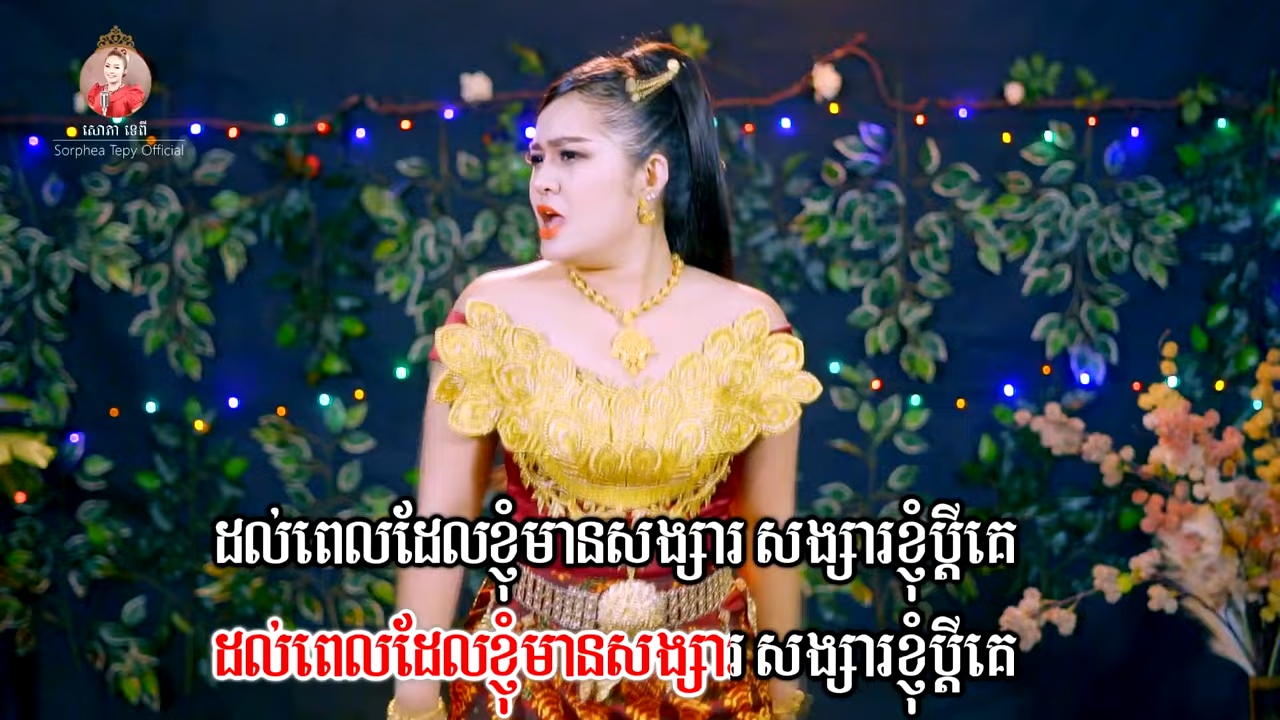 សោភា ទេពី
Sorphea Tepy Official
ដល់ពេលដែលខ្ញុំមានសង្សារ សង្សារខ្ញុំប្តីគេ
ដល់ពេលដែលខ្ញុំមានសង្សារ សង្សារខ្ញុំប្តីគេ